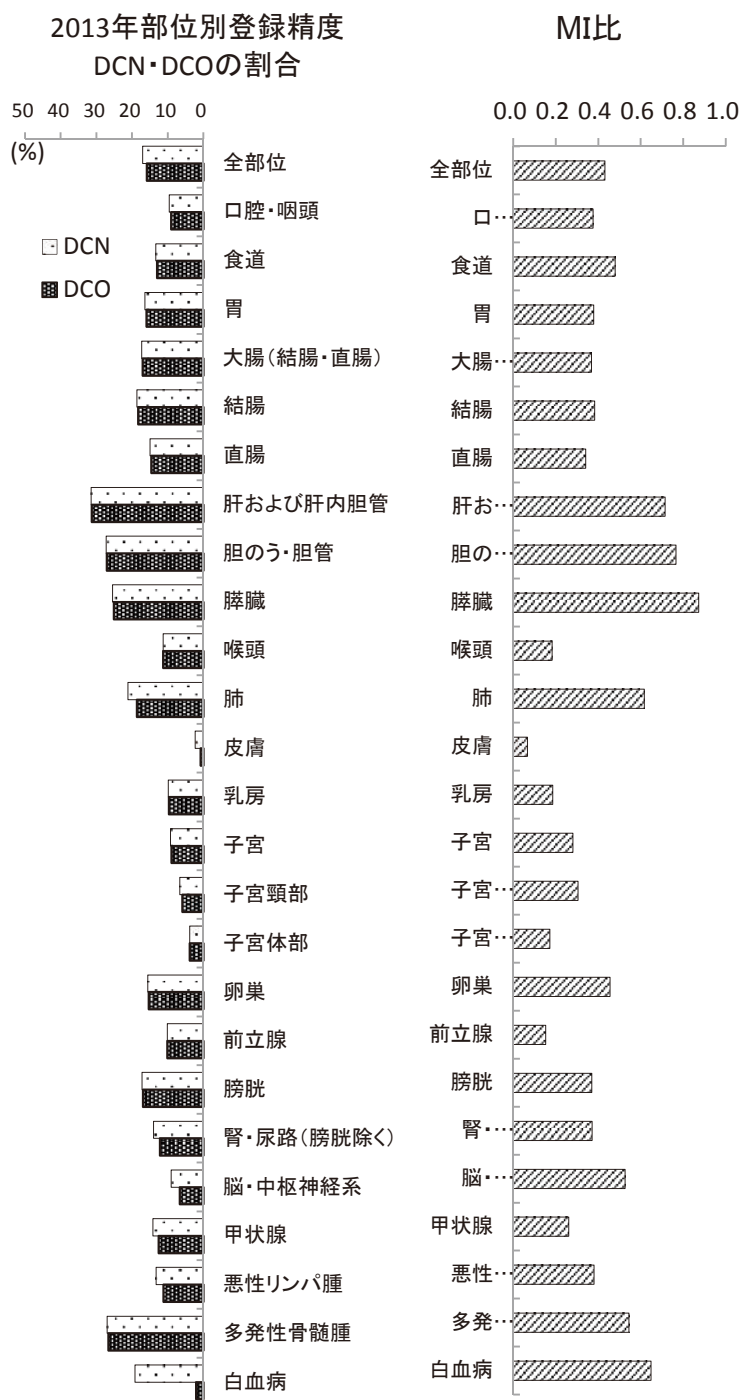 2013年部位別登録精度
DCN・DCOの割合
50 40 30 20 10 0
(%)
DCN
DCO
全部位
口腔・咽頭
食道
胃
大腸(結腸・直腸)
結腸
直腸
肝および肝内胆管
胆のう・胆管
膵臓
喉頭
肺
皮膚
乳房
子宮
子宮頸部
子宮体部
卵巣
前立腺
膀胱
腎・尿路(膀胱除く)
脳・中枢神経系
甲状腺
悪性リンパ腫
多発性骨髄腫
白血病
MI比
0.0 0.2 0.4 0.6 0.8 1.0
全部位
口…
食道
胃
大腸…
結腸
直腸
肝お…
胆の…
膵臓
喉頭
肺
皮膚
乳房
子宮
子宮…
子宮…
卵巣
前立腺
膀胱
腎・…
脳・…
甲状腺
悪性…
多発…
白血病